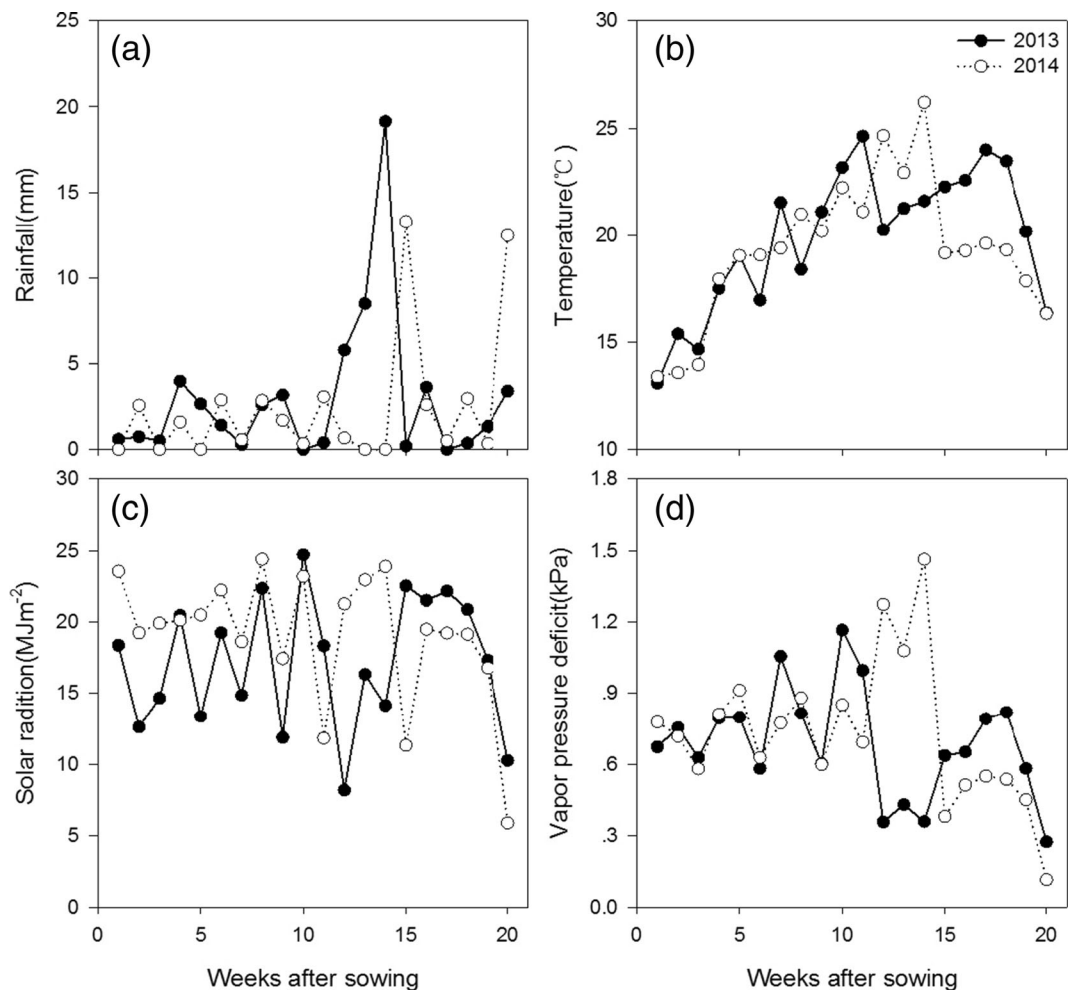 (a)
25
20
15
10
5
0
Rainfall(mm)
(b)
2013
2014
30
25
20
15
10
Temperature(℃)
(c)
30
25
20
15
10
5
0
Solar radition(MJm⁻²)
0 5 10 15 20
Weeks after sowing
(d)
1.8
1.5
1.2
.9
.6
.3
0.0
Vapor pressure deficit(kPa)
0 5 10 15 20
Weeks after sowing